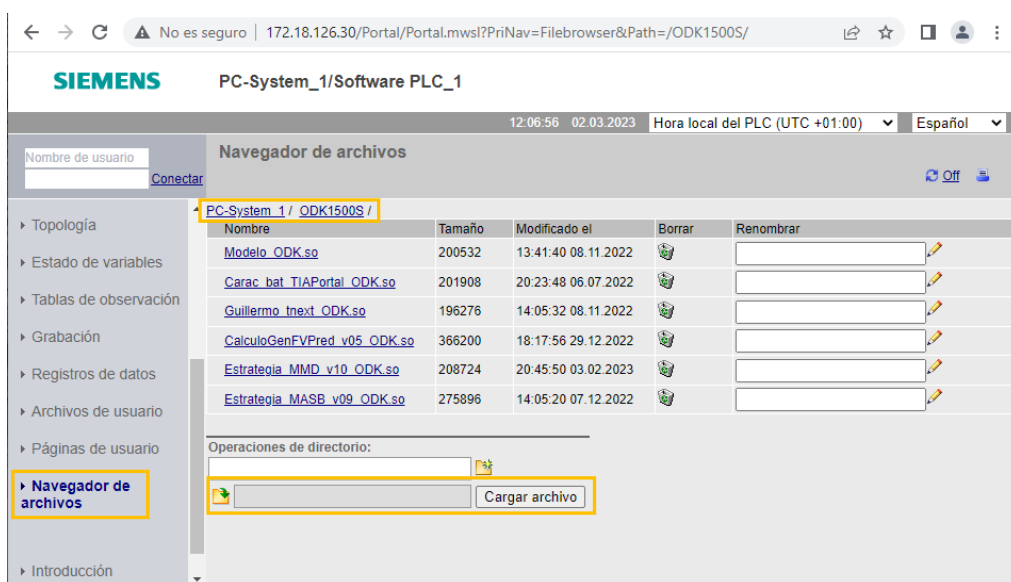 No es seguro | 172.18.126.30/Portal/Portal.mwsl?PriNav=Filebrowser&Path=/ODK1500S/
SIEMENS PC-System_1/Software PLC_1
12:06:56 02.03.2023 Hora local del PLC (UTC +01:00) Español
Nombre de usuario
Conectar
Navegador de archivos
Off
Topología
Estado de variables
Tablas de observación
Grabación
Registros de datos
Archivos de usuario
Páginas de usuario
Navegador de
archivos
Introducción
PC-System_1 / ODK1500S /
Nombre Tamaño Modificado el Borrar Renombrar
Modelo_ODK.so 200532 13:41:40 08.11.2022
Carac_bat_TIAPortal_ODK.so 201908 20:23:48 06.07.2022
Guillermo_tnext_ODK.so 196276 14:05:32 08.11.2022
CalculoGenFVPred_v05_ODK.so 366200 18:17:56 29.12.2022
Estrategia_MMD_v10_ODK.so 208724 20:45:50 03.02.2023
Estrategia_MASB_v09_ODK.so 275896 14:05:20 07.12.2022
Operaciones de directorio:
Cargar archivo